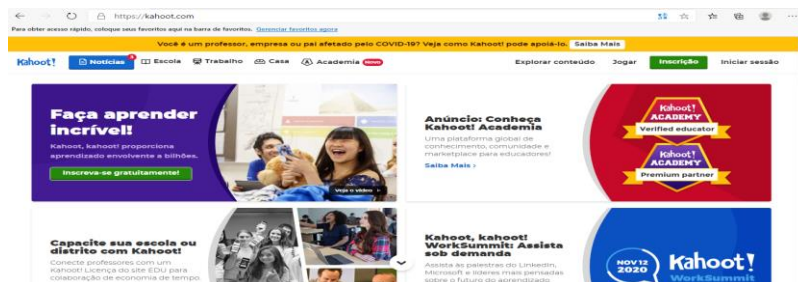 https://kahoot.com
Para obter acesso rápido, coloque seus favoritos aqui na barra de favoritos. Gerenciar favoritos agora
Você é um professor, empresa ou pai afetado pelo COVID-19? Veja como Kahoot! pode apoiá-lo. Saiba Mais
Kahoot! Notícias Escola Trabalho Casa Academia Novo Explorar conteúdo Jogar Inscrição Iniciar sessão
Faça aprender
incrível!
Kahoot, kahoot! proporciona
aprendizado envolvente a bilhões.
Inscreva-se gratuitamente!
Veja o vídeo
Anúncio: Conheça
Kahoot! Academia
Uma plataforma global de
conhecimento, comunidade e
marketplace para educadores!
Saiba Mais ›
Kahoot!
ACADEMY
Verified educator
Kahoot!
ACADEMY
Premium partner
Capacite sua escola ou
distrito com Kahoot!
Conecte professores com um
Kahoot! Licença do site EDU para
colaboração de economia de tempo.
Kahoot, kahoot!
WorkSummit: Assista
sob demanda
Assista às palestras do LinkedIn,
Microsoft e líderes mais pensadas
sobre o futuro do aprendizado
NOV 12
2020
Kahoot!
WorkSummit